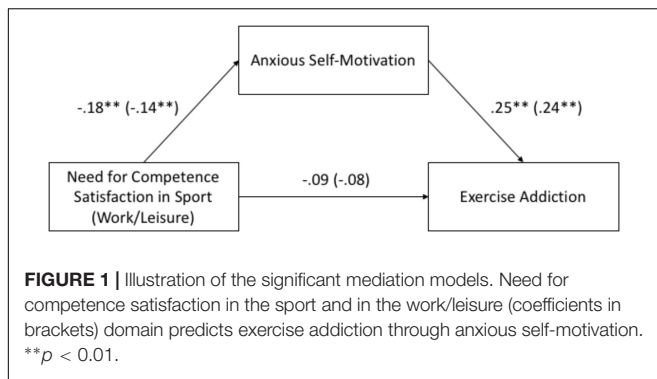 Anxious Self-Motivation
-.18** (-.14**)
.25** (.24**)
Need for Competence
Satisfaction in Sport
(Work/Leisure)
-.09 (-.08)
Exercise Addiction
FIGURE 1 | Illustration of the significant mediation models. Need for
competence satisfaction in the sport and in the work/leisure (coefficients in
brackets) domain predicts exercise addiction through anxious self-motivation.
**p < 0.01.